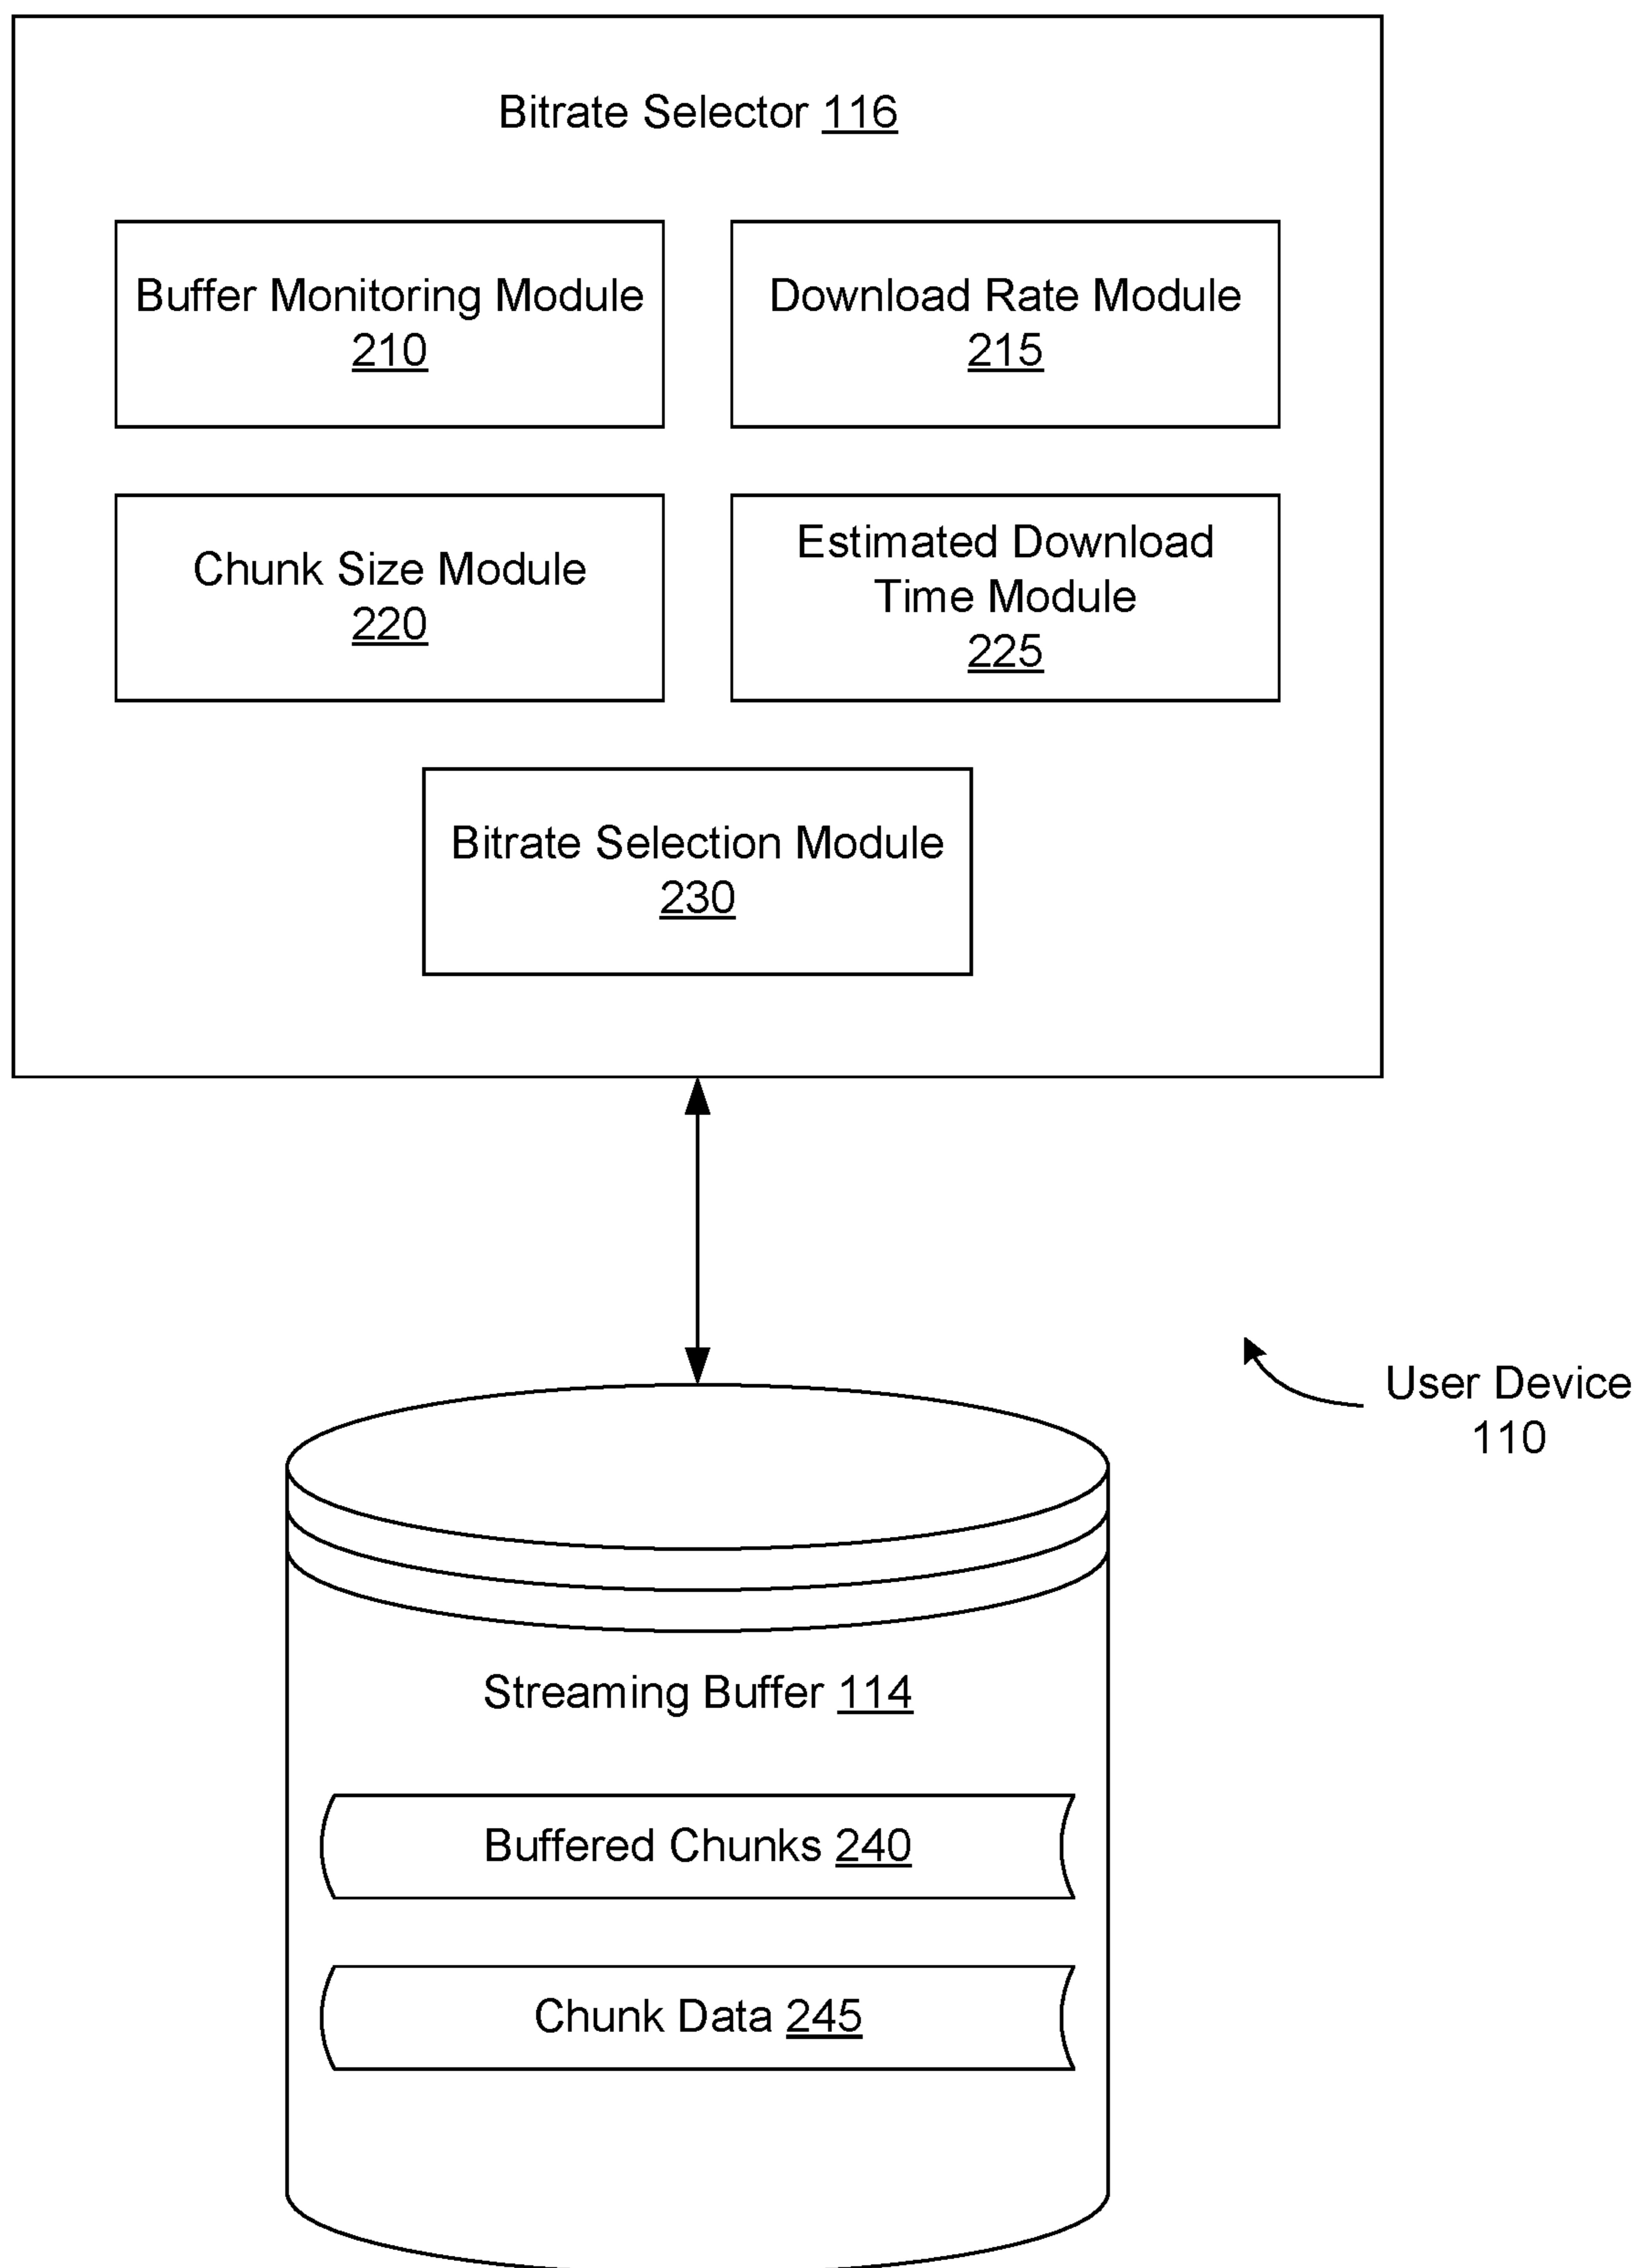 Bitrate Selector 116
Buffer Monitoring Module
210
Download Rate Module
215
Chunk Size Module
220
Estimated Download
Time Module
225
Bitrate Selection Module
230
User Device
110
Streaming Buffer 114
Buffered Chunks 240
Chunk Data 245